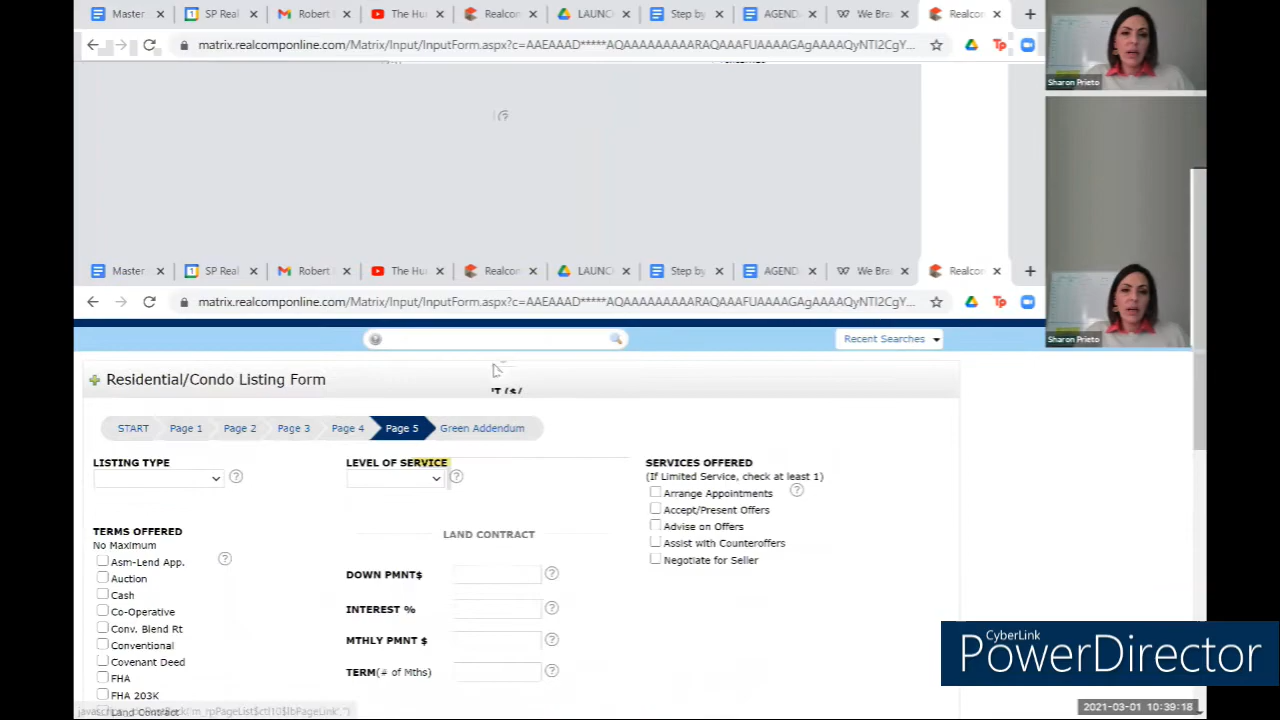 Master
SP Real
Robert
The Hu
Realcon
LAUNC
Step by
AGEND
We Bra
Realco
matrix.realcomponline.com/Matrix/Input/InputForm.aspx?c=AAEAAAD*****AQAAAAAAAAARAQAAAFUAAAAGAgAAAAQyNTI2CgY...
Sharon Prieto
Master
SP Real
Robert
The Hu
Realcon
LAUNC
Step by
AGEND
We Bra
Realco
matrix.realcomponline.com/Matrix/Input/InputForm.aspx?c=AAEAAAD*****AQAAAAAAAAARAQAAAFUAAAAGAgAAAAQyNTI2CgY...
Sharon Prieto
Recent Searches
Residential/Condo Listing Form
START Page 1 Page 2 Page 3 Page 4 Page 5 Green Addendum
LISTING TYPE
LEVEL OF SERVICE
SERVICES OFFERED
(If Limited Service, check at least 1)
Arrange Appointments
Accept/Present Offers
Advise on Offers
Assist with Counteroffers
Negotiate for Seller
TERMS OFFERED
No Maximum
Asm-Lend App.
Auction
Cash
Co-Operative
Conv. Blend Rt
Conventional
Covenant Deed
FHA
FHA 203K
Land Contract
LAND CONTRACT
DOWN PMNT$
INTEREST %
MTHLY PMNT $
TERM(# of Mths)
CyberLink
PowerDirector
2021-03-01 10:39:18